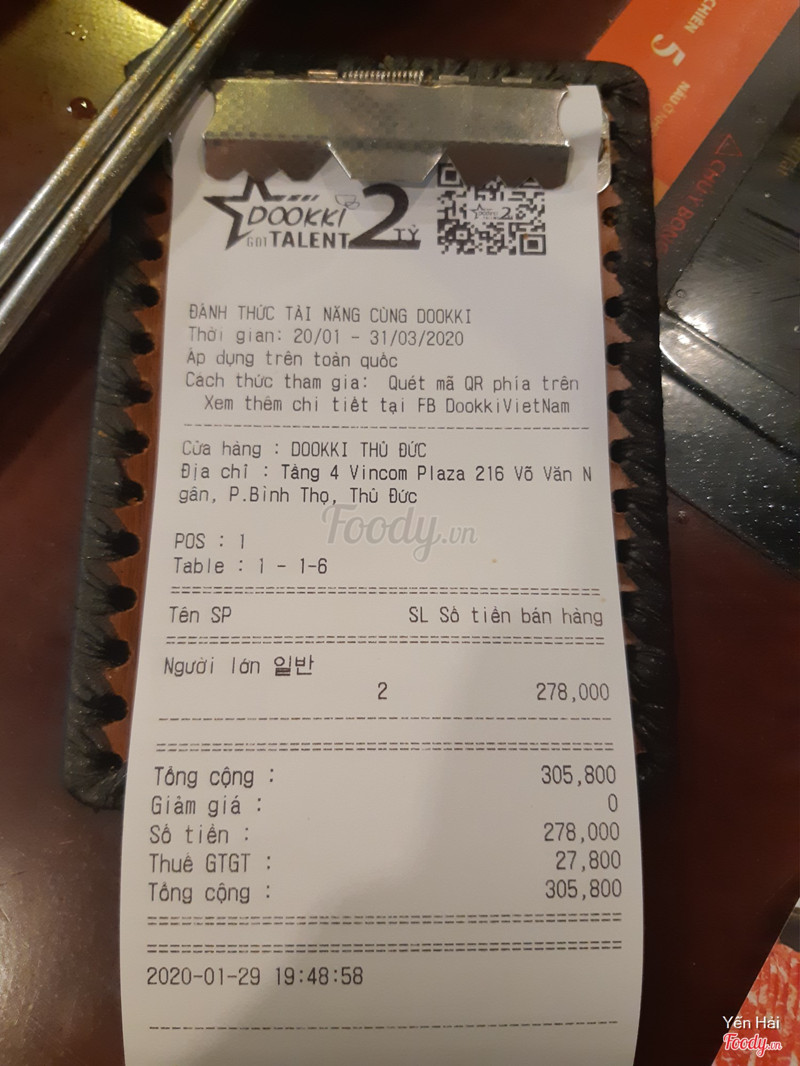 DOOKKI
GOT TALENT 2 TỶ
ĐÁNH THỨC TÀI NĂNG CÙNG DOOKKI
Thời gian: 20/01 - 31/03/2020
Áp dụng trên toàn quốc
Cách thức tham gia: Quét mã QR phía trên
Xem thêm chi tiết tại FB DookkiVietNam
Cửa hàng : DOOKKI THỦ ĐỨC
Địa chỉ : Tầng 4 Vincom Plaza 216 Võ Văn N
gân, P.Bình Thọ, Thủ Đức
Foody.vn
POS : 1
Table : 1 - 1-6
Tên SP SL Số tiền bán hàng
Người lớn 일반
2 278,000
Tổng cộng : 305,800
Giảm giá : 0
Số tiền : 278,000
Thuế GTGT : 27,800
Tổng cộng : 305,800
2020-01-29 19:48:58
CHIÊN
5
CHÚ Ý
Yến Hải
Foody.vn